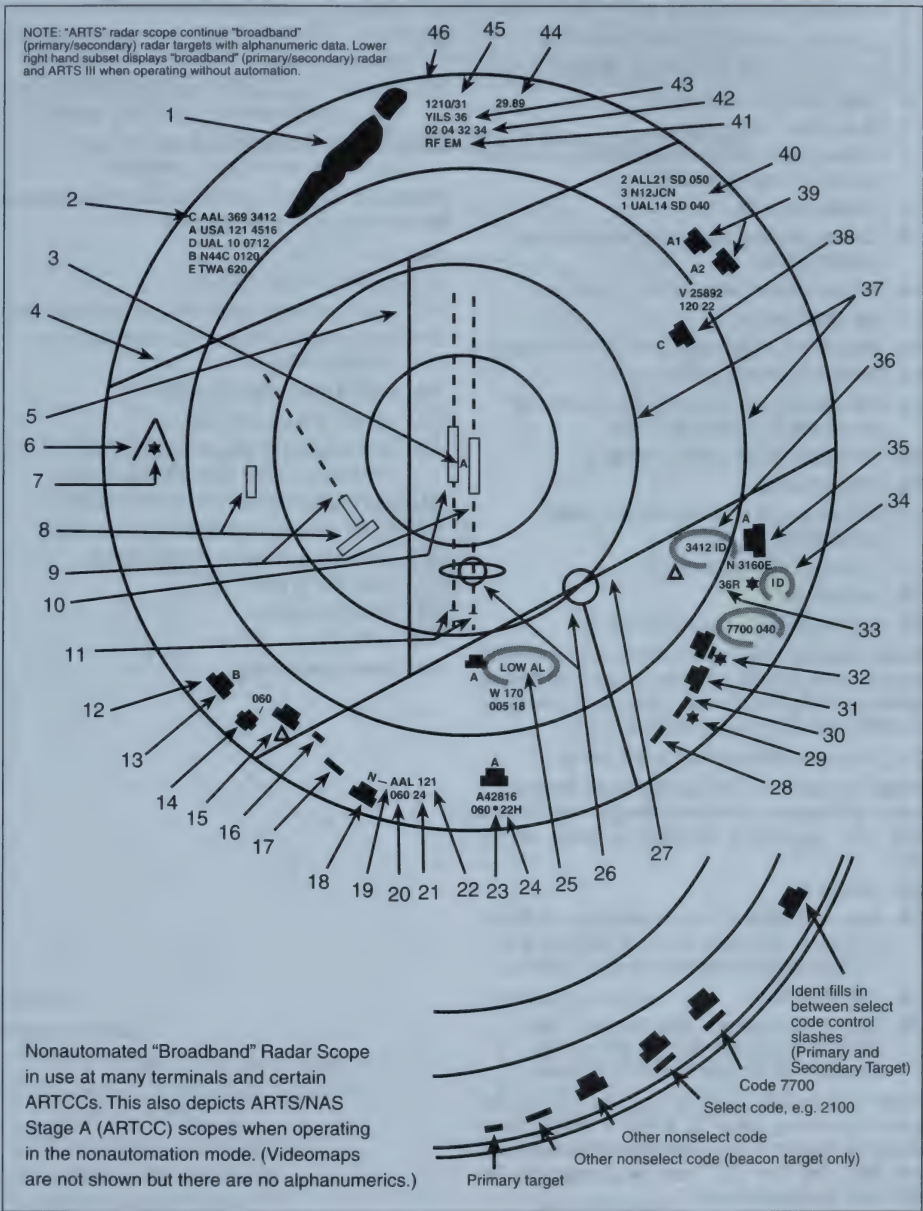 NOTE: "ARTS" radar scope continue "broadband"
(primary/secondary) radar targets with alphanumeric data. Lower
right hand subset displays "broadband" (primary/secondary) radar
and ARTS III when operating without automation.
46
45
44
1210/31 29.89
43
YILS 36
42
02 04 32 34
41
RF EM
1
40
2 ALL21 SD 050
3 N12JCN
1 UAL14 SD 040
39
2
C AAL 369 3412
A USA 121 4516
D UAL 10 0712
B N44C 0120
E TWA 620
A1
A2
38
3
V 25892
120 22
37
4
C
36
5
6
35
7
A
A
34
8
3412 ID
N 3160E
36R
ID
9
10
7700 040
33
11
LOW AL
32
A
W 170
005 18
31
12
B
060
30
13
29
14
28
15
N
AAL 121
060 24
A
A42816
060 * 22H
16
17
18
19
20
21
22
23
24
25
26
27
Ident fills in
between select
code control
slashes
(Primary and
Secondary Target)
Code 7700
Select code, e.g. 2100
Other nonselect code
Other nonselect code (beacon target only)
Primary target
Nonautomated "Broadband" Radar Scope
in use at many terminals and certain
ARTCCs. This also depicts ARTS/NAS
Stage A (ARTCC) scopes when operating
in the nonautomation mode. (Videomaps
are not shown but there are no alphanumerics.)